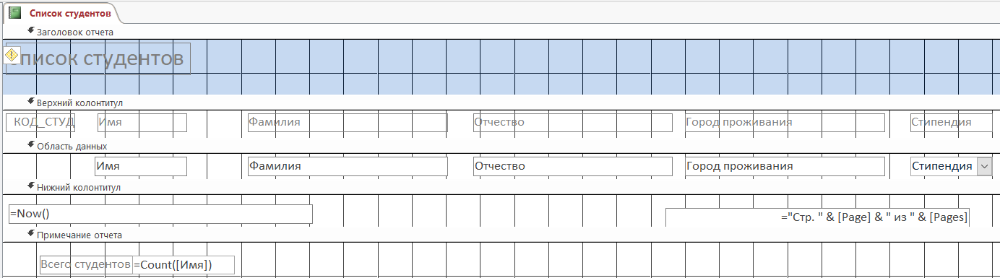 Список студентов
Заголовок отчета
Список студентов
Верхний колонтитул
КОД_СТУД Имя Фамилия Отчество Город проживания Стипендия
Область данных
Имя Фамилия Отчество Город проживания Стипендия
Нижний колонтитул
=Now() ="Стр. " & [Page] & " из " & [Pages]
Примечание отчета
Всего студентов =Count([Имя])